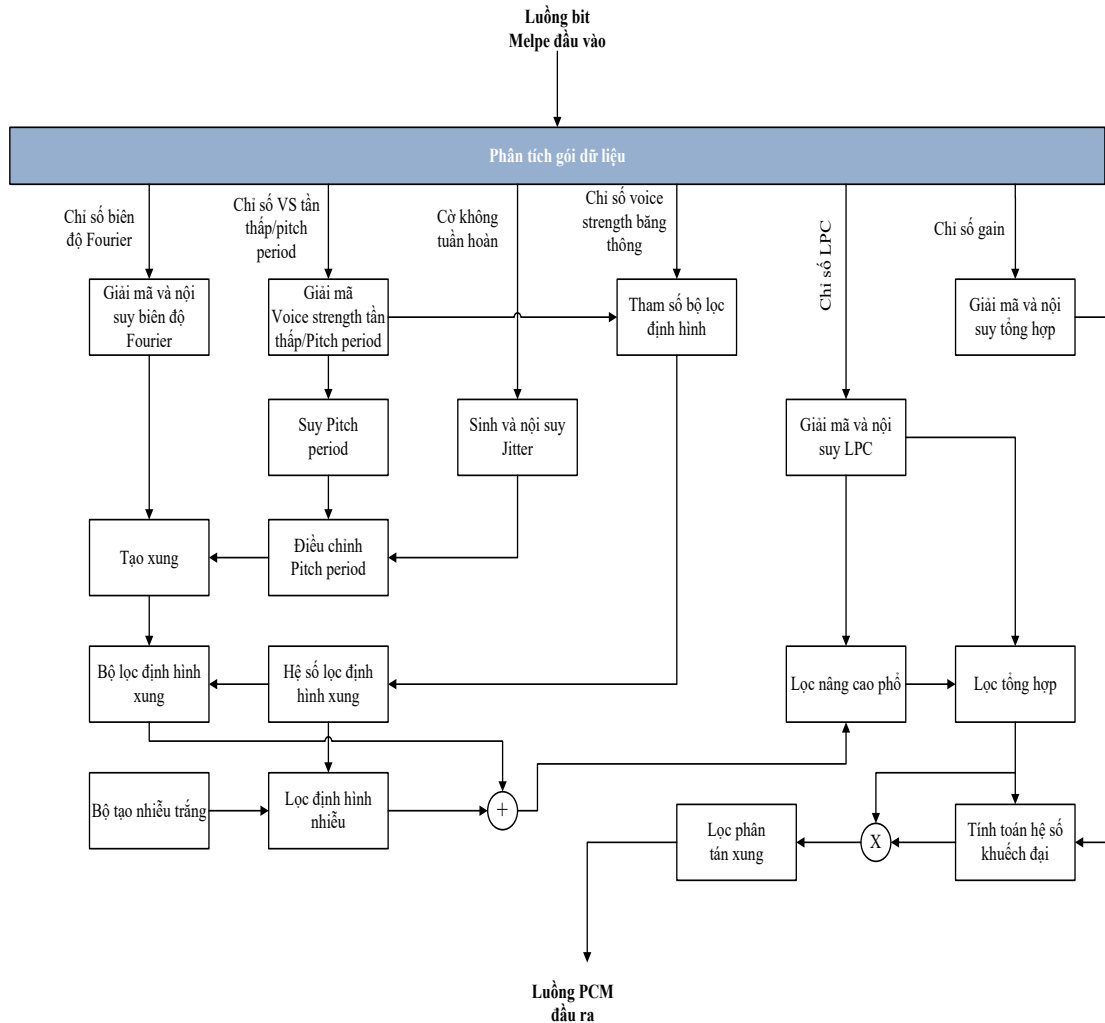 Luồng bit
Melpe đầu vào
Phân tích gói dữ liệu
Chỉ số biên
độ Fourier
Chỉ số VS tần
thấp/pitch
period
Cờ không
tuần hoàn
Chỉ số voice
strength băng
thông
Chỉ số LPC
Chỉ số gain
Giải mã và nội
suy biên độ
Fourier
Giải mã
Voice strength tần
thấp/Pitch period
Tham số bộ lọc
định hình
Giải mã và nội
suy tổng hợp
Suy Pitch
period
Sinh và nội suy
Jitter
Giải mã và nội
suy LPC
Tạo xung
Điều chỉnh
Pitch period
Bộ lọc định hình
xung
Hệ số lọc định
hình xung
Lọc nâng cao phổ
Lọc tổng hợp
Bộ tạo nhiễu trắng
Lọc định hình
nhiễu
+
Lọc phân
tán xung
X
Tính toán hệ số
khuếch đại
Luồng PCM
đầu ra